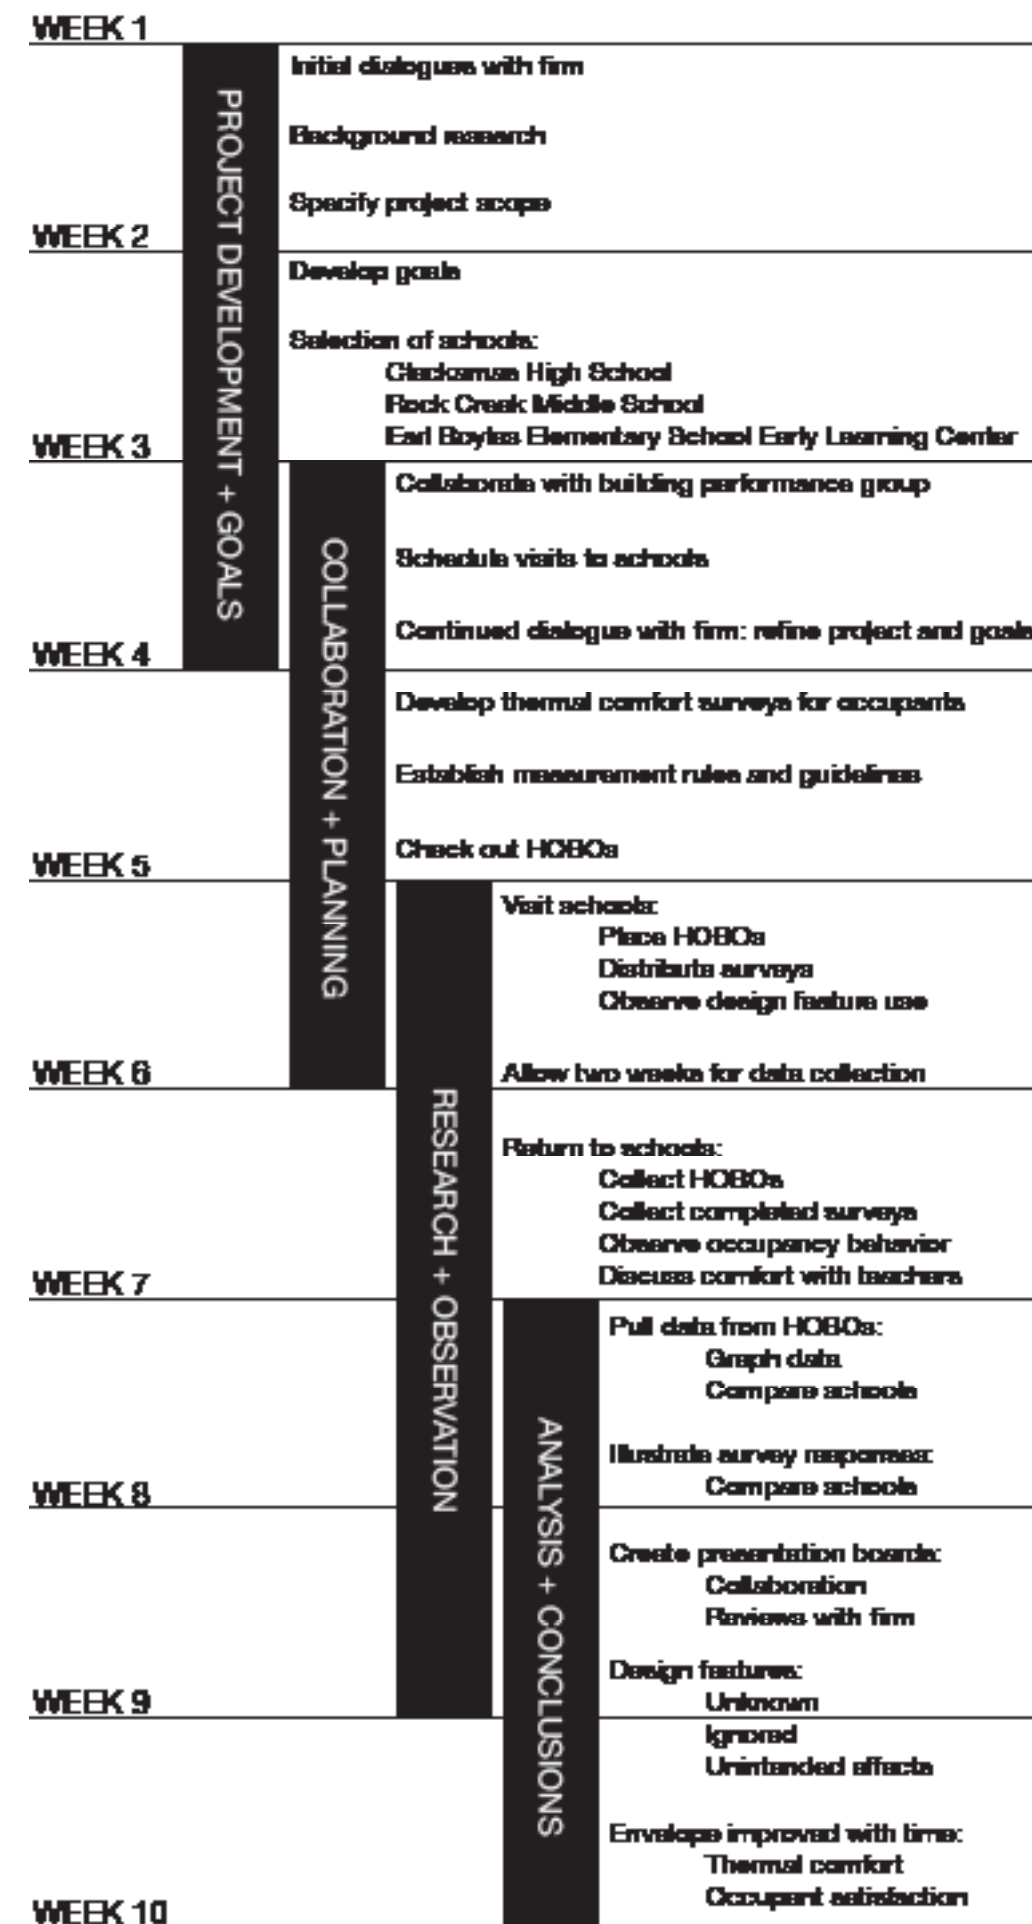 WEEK 1
PROJECT DEVELOPMENT + GOALS
Initial dialogues with firm
Background research
Specify project scope
WEEK 2
Develop goals
Selection of schools:
Clackamas High School
Rock Creek Middle School
Earl Boyles Elementary School Early Learning Center
WEEK 3
COLLABORATION + PLANNING
Collaborate with building performance group
Schedule visits to schools
Continued dialogue with firm: refine project and goals
WEEK 4
Develop thermal comfort surveys for occupants
Establish measurement rules and guidelines
Check out HOBOs
WEEK 5
RESEARCH + OBSERVATION
Visit schools:
Place HOBOs
Distribute surveys
Observe design feature use
Allow two weeks for data collection
WEEK 6
Return to schools:
Collect HOBOs
Collect completed surveys
Observe occupancy behavior
Discuss comfort with teachers
WEEK 7
ANALYSIS + CONCLUSIONS
Pull data from HOBOs:
Graph data
Compare schools
Illustrate survey responses:
Compare schools
WEEK 8
Create presentation boards:
Collaboration
Reviews with firm
Design features:
Unknown
WEEK 9
Ignored
Unintended effects
Envelope improved with time:
Thermal comfort
Occupant satisfaction
WEEK 10